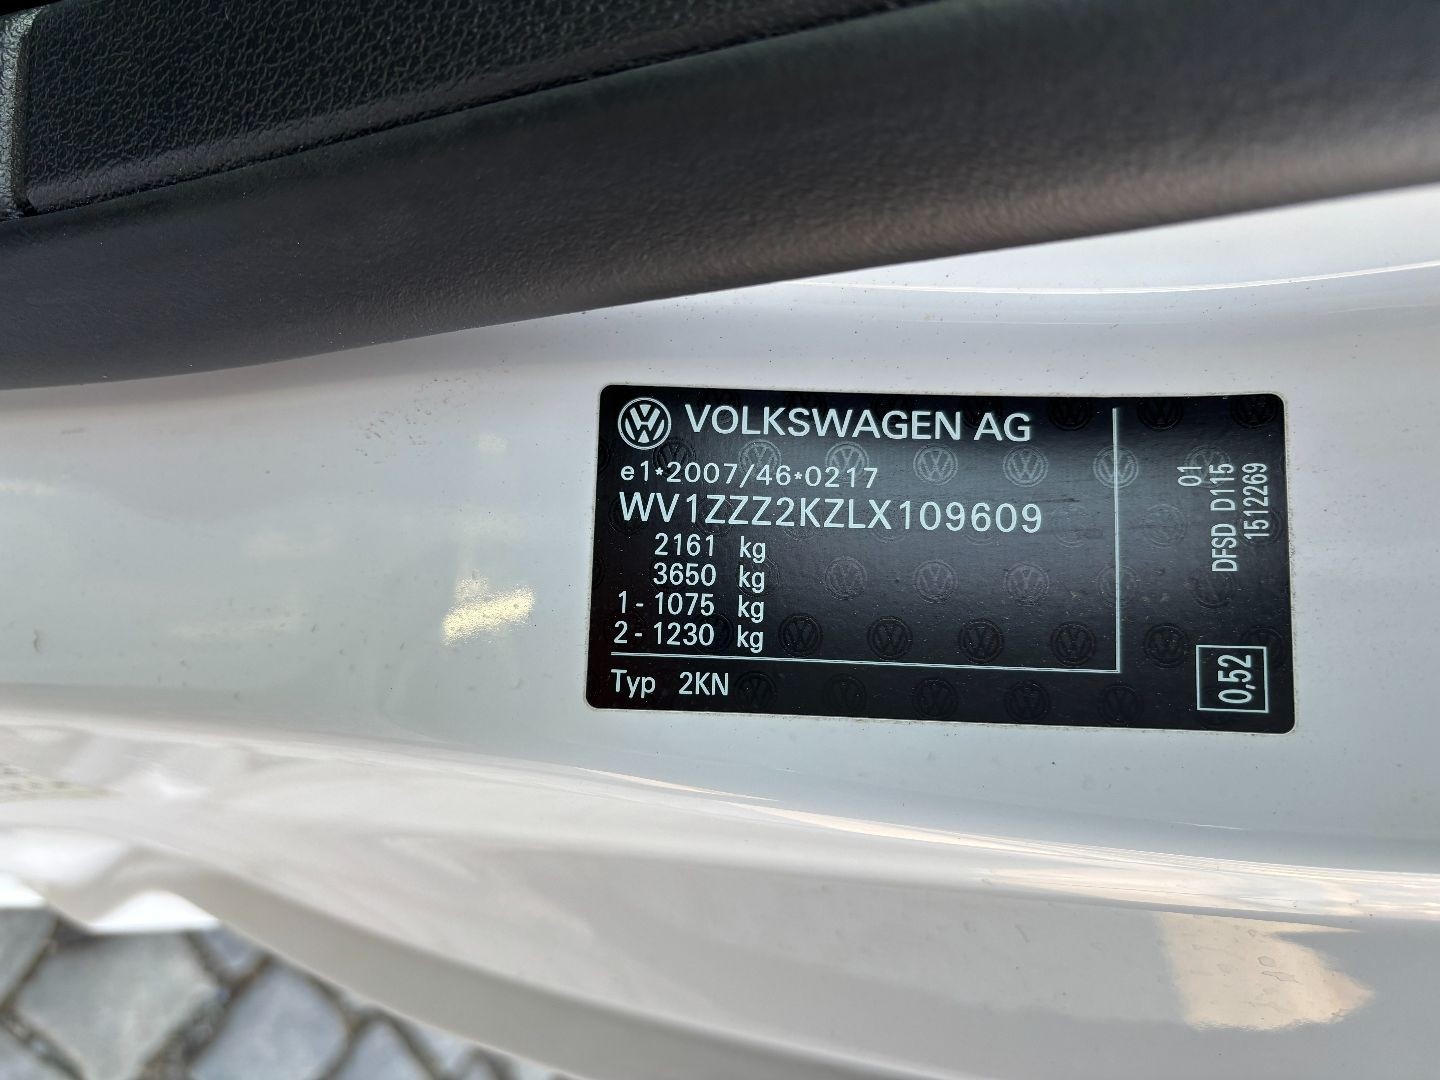 VOLKSWAGEN AG
e1*2007/46*0217
WV1ZZZ2KZLX109609
2161 kg
3650 kg
1 - 1075 kg
2 - 1230 kg
Typ 2KN
01
DFSD D115
1512269
0,52